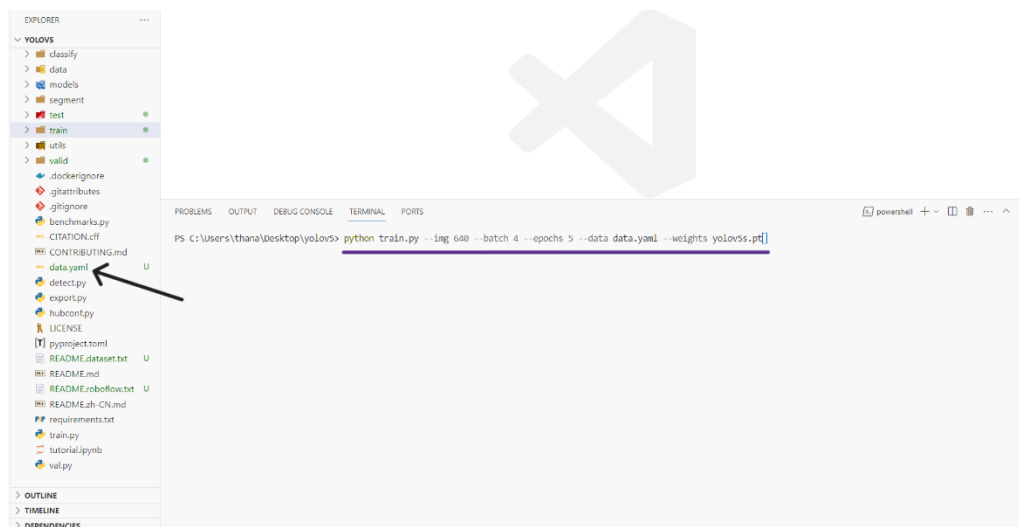 EXPLORER
YOLOV5
classify
data
models
segment
test
train
utils
valid
.dockerignore
.gitattributes
.gitignore
benchmarks.py
CITATION.cff
CONTRIBUTING.md
data.yaml U
detect.py
export.py
hubconf.py
LICENSE
pyproject.toml
README.dataset.txt U
README.md
README.roboflow.txt U
README.zh-CN.md
requirements.txt
train.py
tutorial.ipynb
val.py
OUTLINE
TIMELINE
DEPENDENCIES
PROBLEMS OUTPUT DEBUG CONSOLE TERMINAL PORTS powershell
PS C:\Users\thana\Desktop\yolov5> python train.py --img 640 --batch 4 --epochs 5 --data data.yaml --weights yolov5s.pt